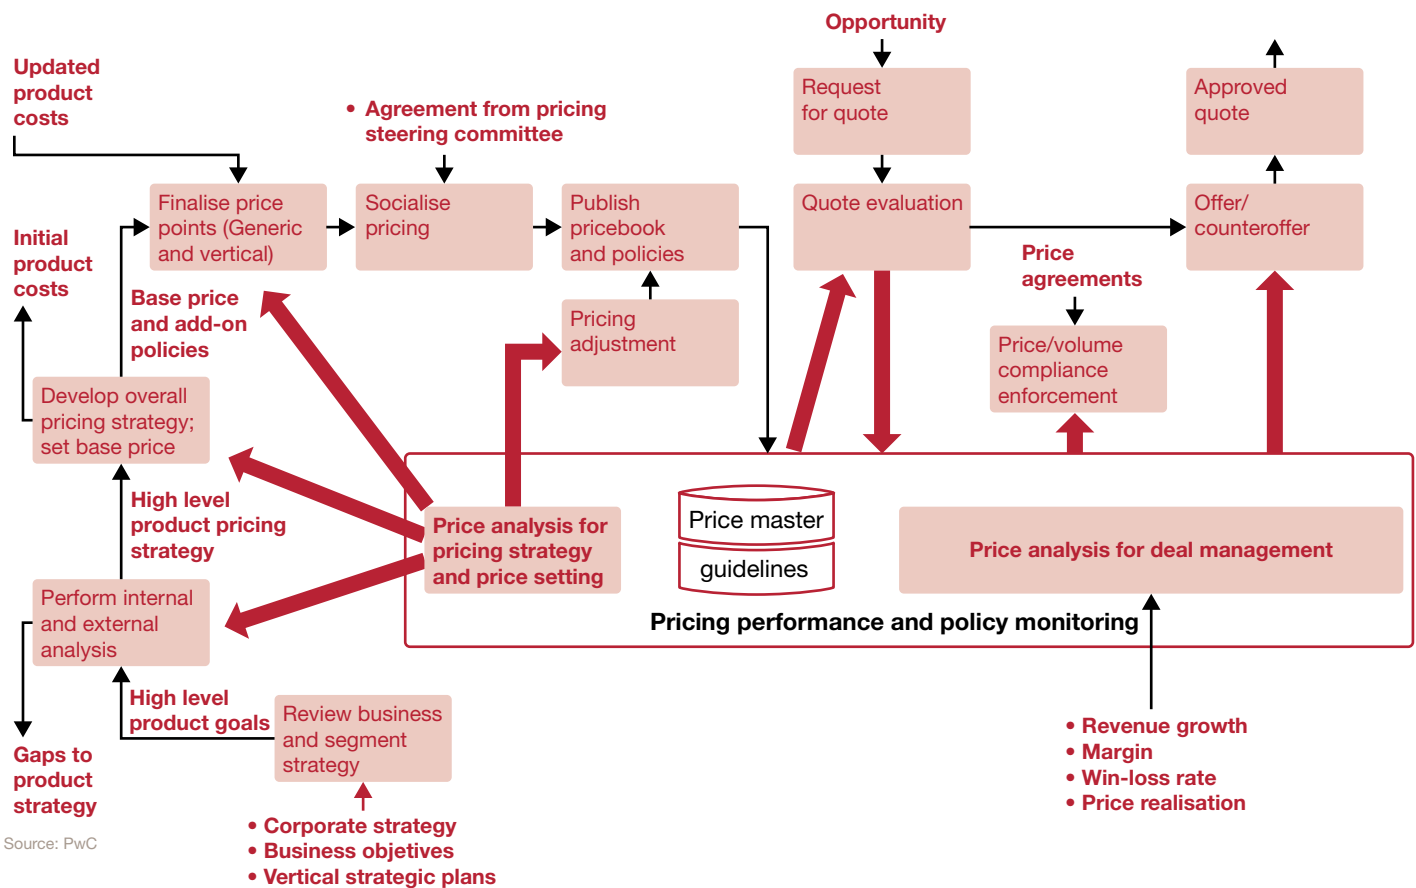 Opportunity
Updated
product
costs
• Agreement from pricing
steering committee
Request
for quote
Approved
quote
Finalise price
points (Generic
and vertical)
Socialise
pricing
Publish
pricebook
and policies
Quote evaluation
Offer/
counteroffer
Initial
product
costs
Price
agreements
Base price
and add-on
policies
Pricing
adjustment
Price/volume
compliance
enforcement
Develop overall
pricing strategy;
set base price
High level
product pricing
strategy
Price analysis for
pricing strategy
and price setting
Price master
guidelines
Price analysis for deal management
Pricing performance and policy monitoring
Perform internal
and external
analysis
High level
product goals
Review business
and segment
strategy
Gaps to
product
strategy
• Revenue growth
• Margin
• Win-loss rate
• Price realisation
• Corporate strategy
• Business objetives
• Vertical strategic plans
Source: PwC